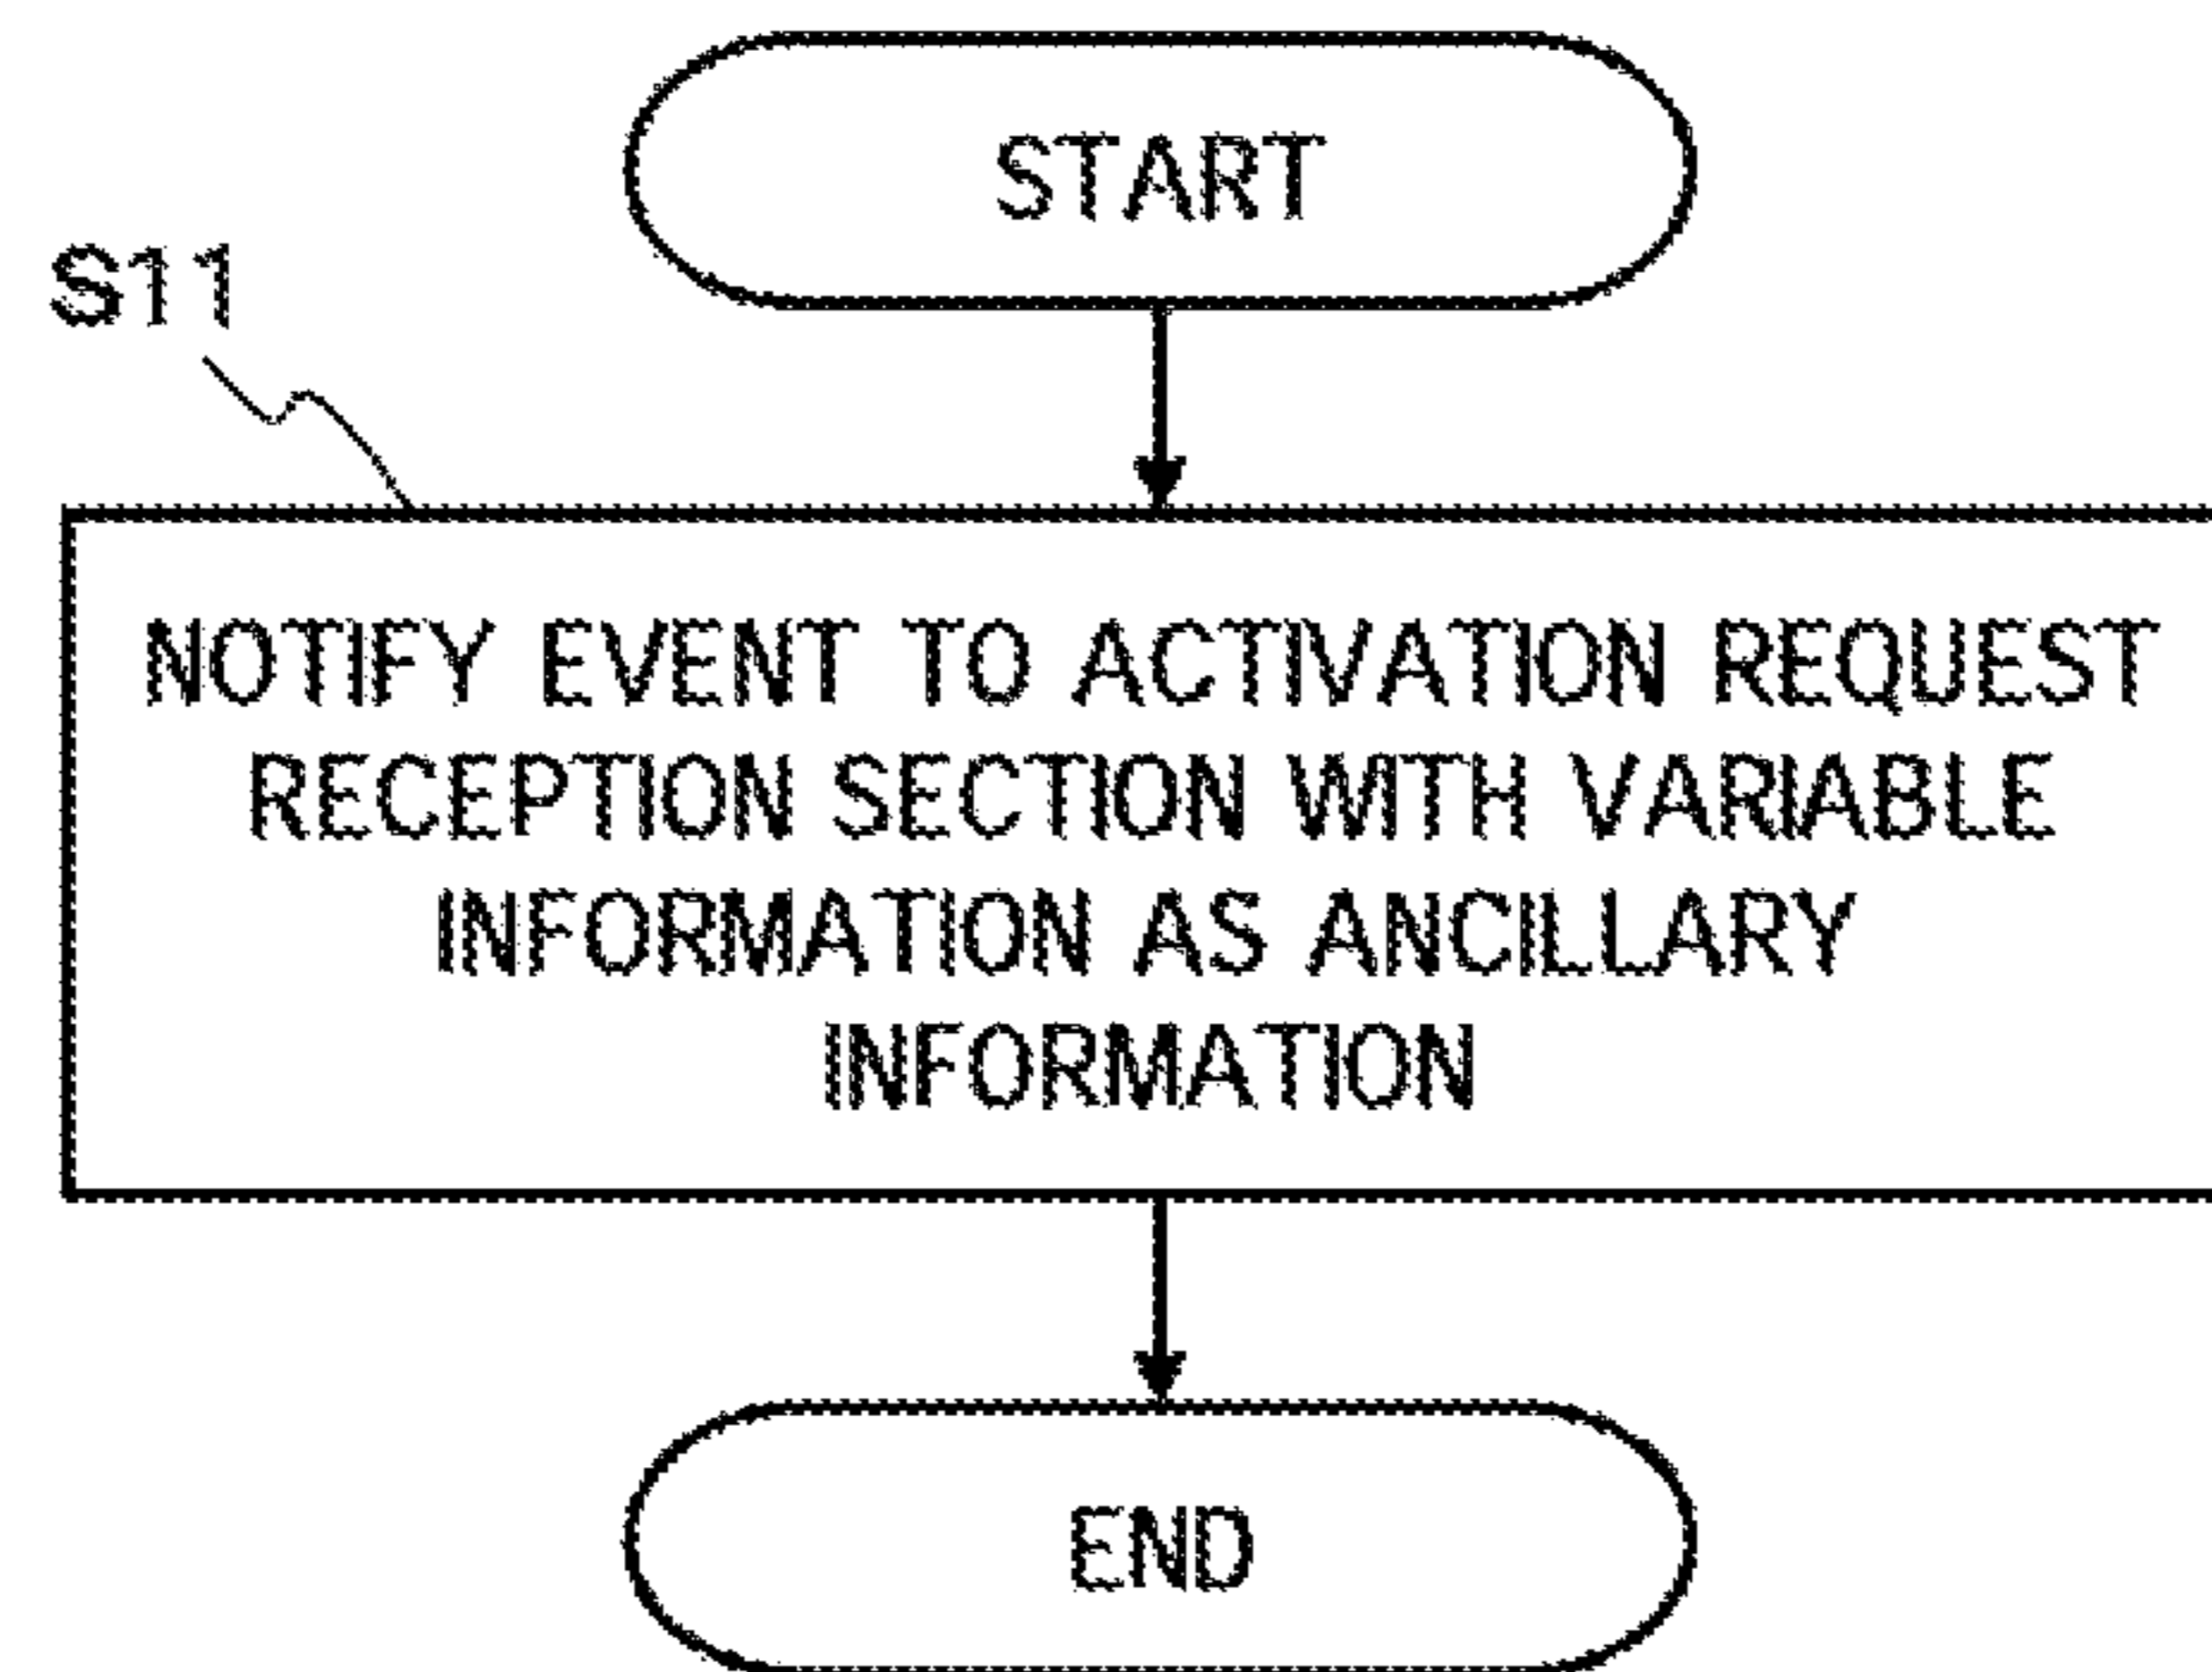 START
S11
NOTIFY EVENT TO ACTIVATION REQUEST
RECEPTION SECTION WITH VARIABLE
INFORMATION AS ANCILLARY
INFORMATION
END